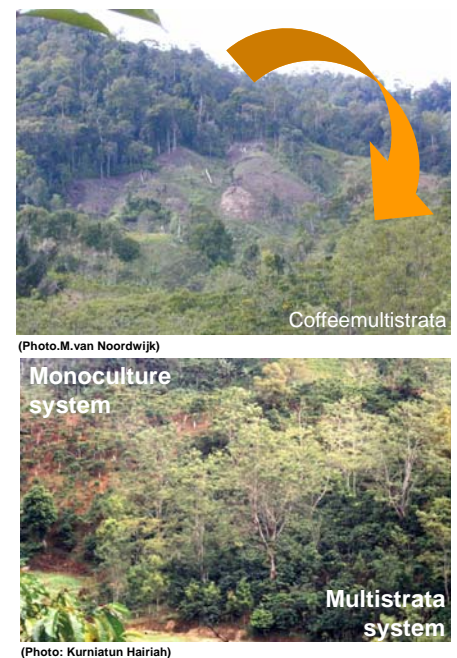 Coffeemultistrata
(Photo.M.van Noordwijk)
Monoculture
system
Multistrata
system
(Photo: Kurniatun Hairiah)